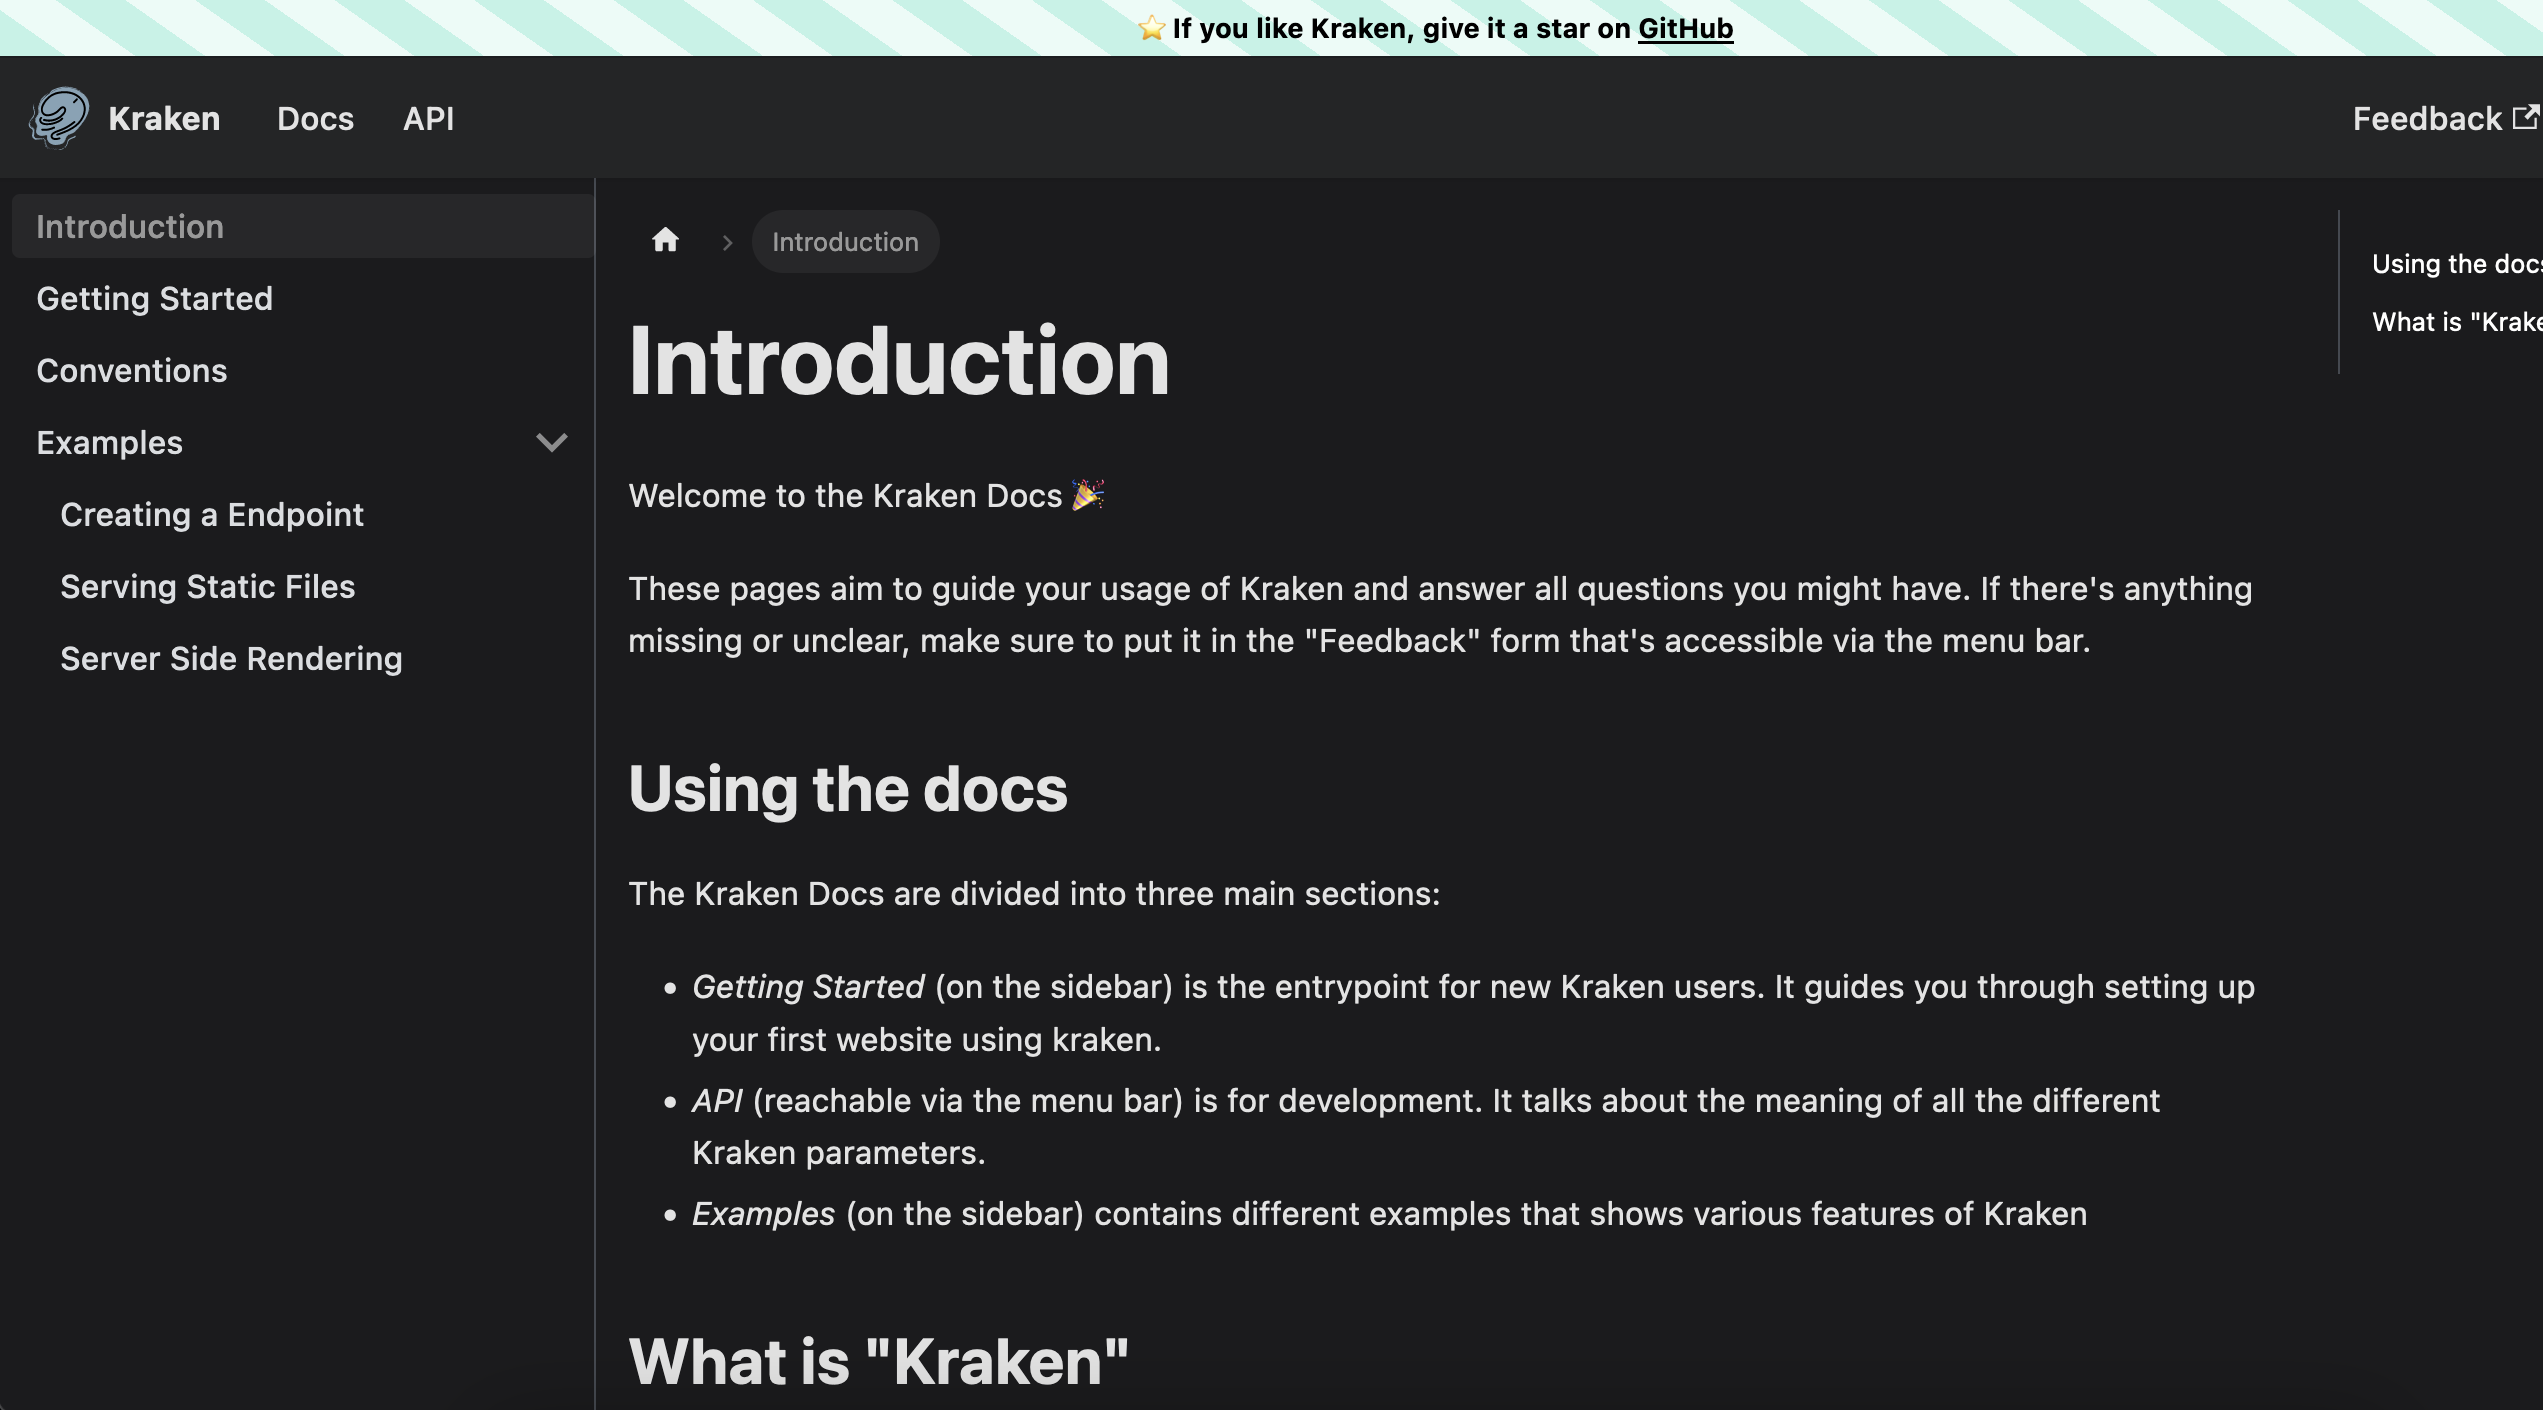 ⭐ If you like Kraken, give it a star on GitHub
Kraken Docs API Feedback
Introduction
Getting Started
Conventions
Examples
Creating a Endpoint
Serving Static Files
Server Side Rendering
Introduction
Introduction
Welcome to the Kraken Docs 🎉
These pages aim to guide your usage of Kraken and answer all questions you might have. If there's anything
missing or unclear, make sure to put it in the "Feedback" form that's accessible via the menu bar.
Using the docs
The Kraken Docs are divided into three main sections:
• Getting Started (on the sidebar) is the entrypoint for new Kraken users. It guides you through setting up
your first website using kraken.
• API (reachable via the menu bar) is for development. It talks about the meaning of all the different
Kraken parameters.
• Examples (on the sidebar) contains different examples that shows various features of Kraken
What is "Kraken"
Using the docs
What is "Krake